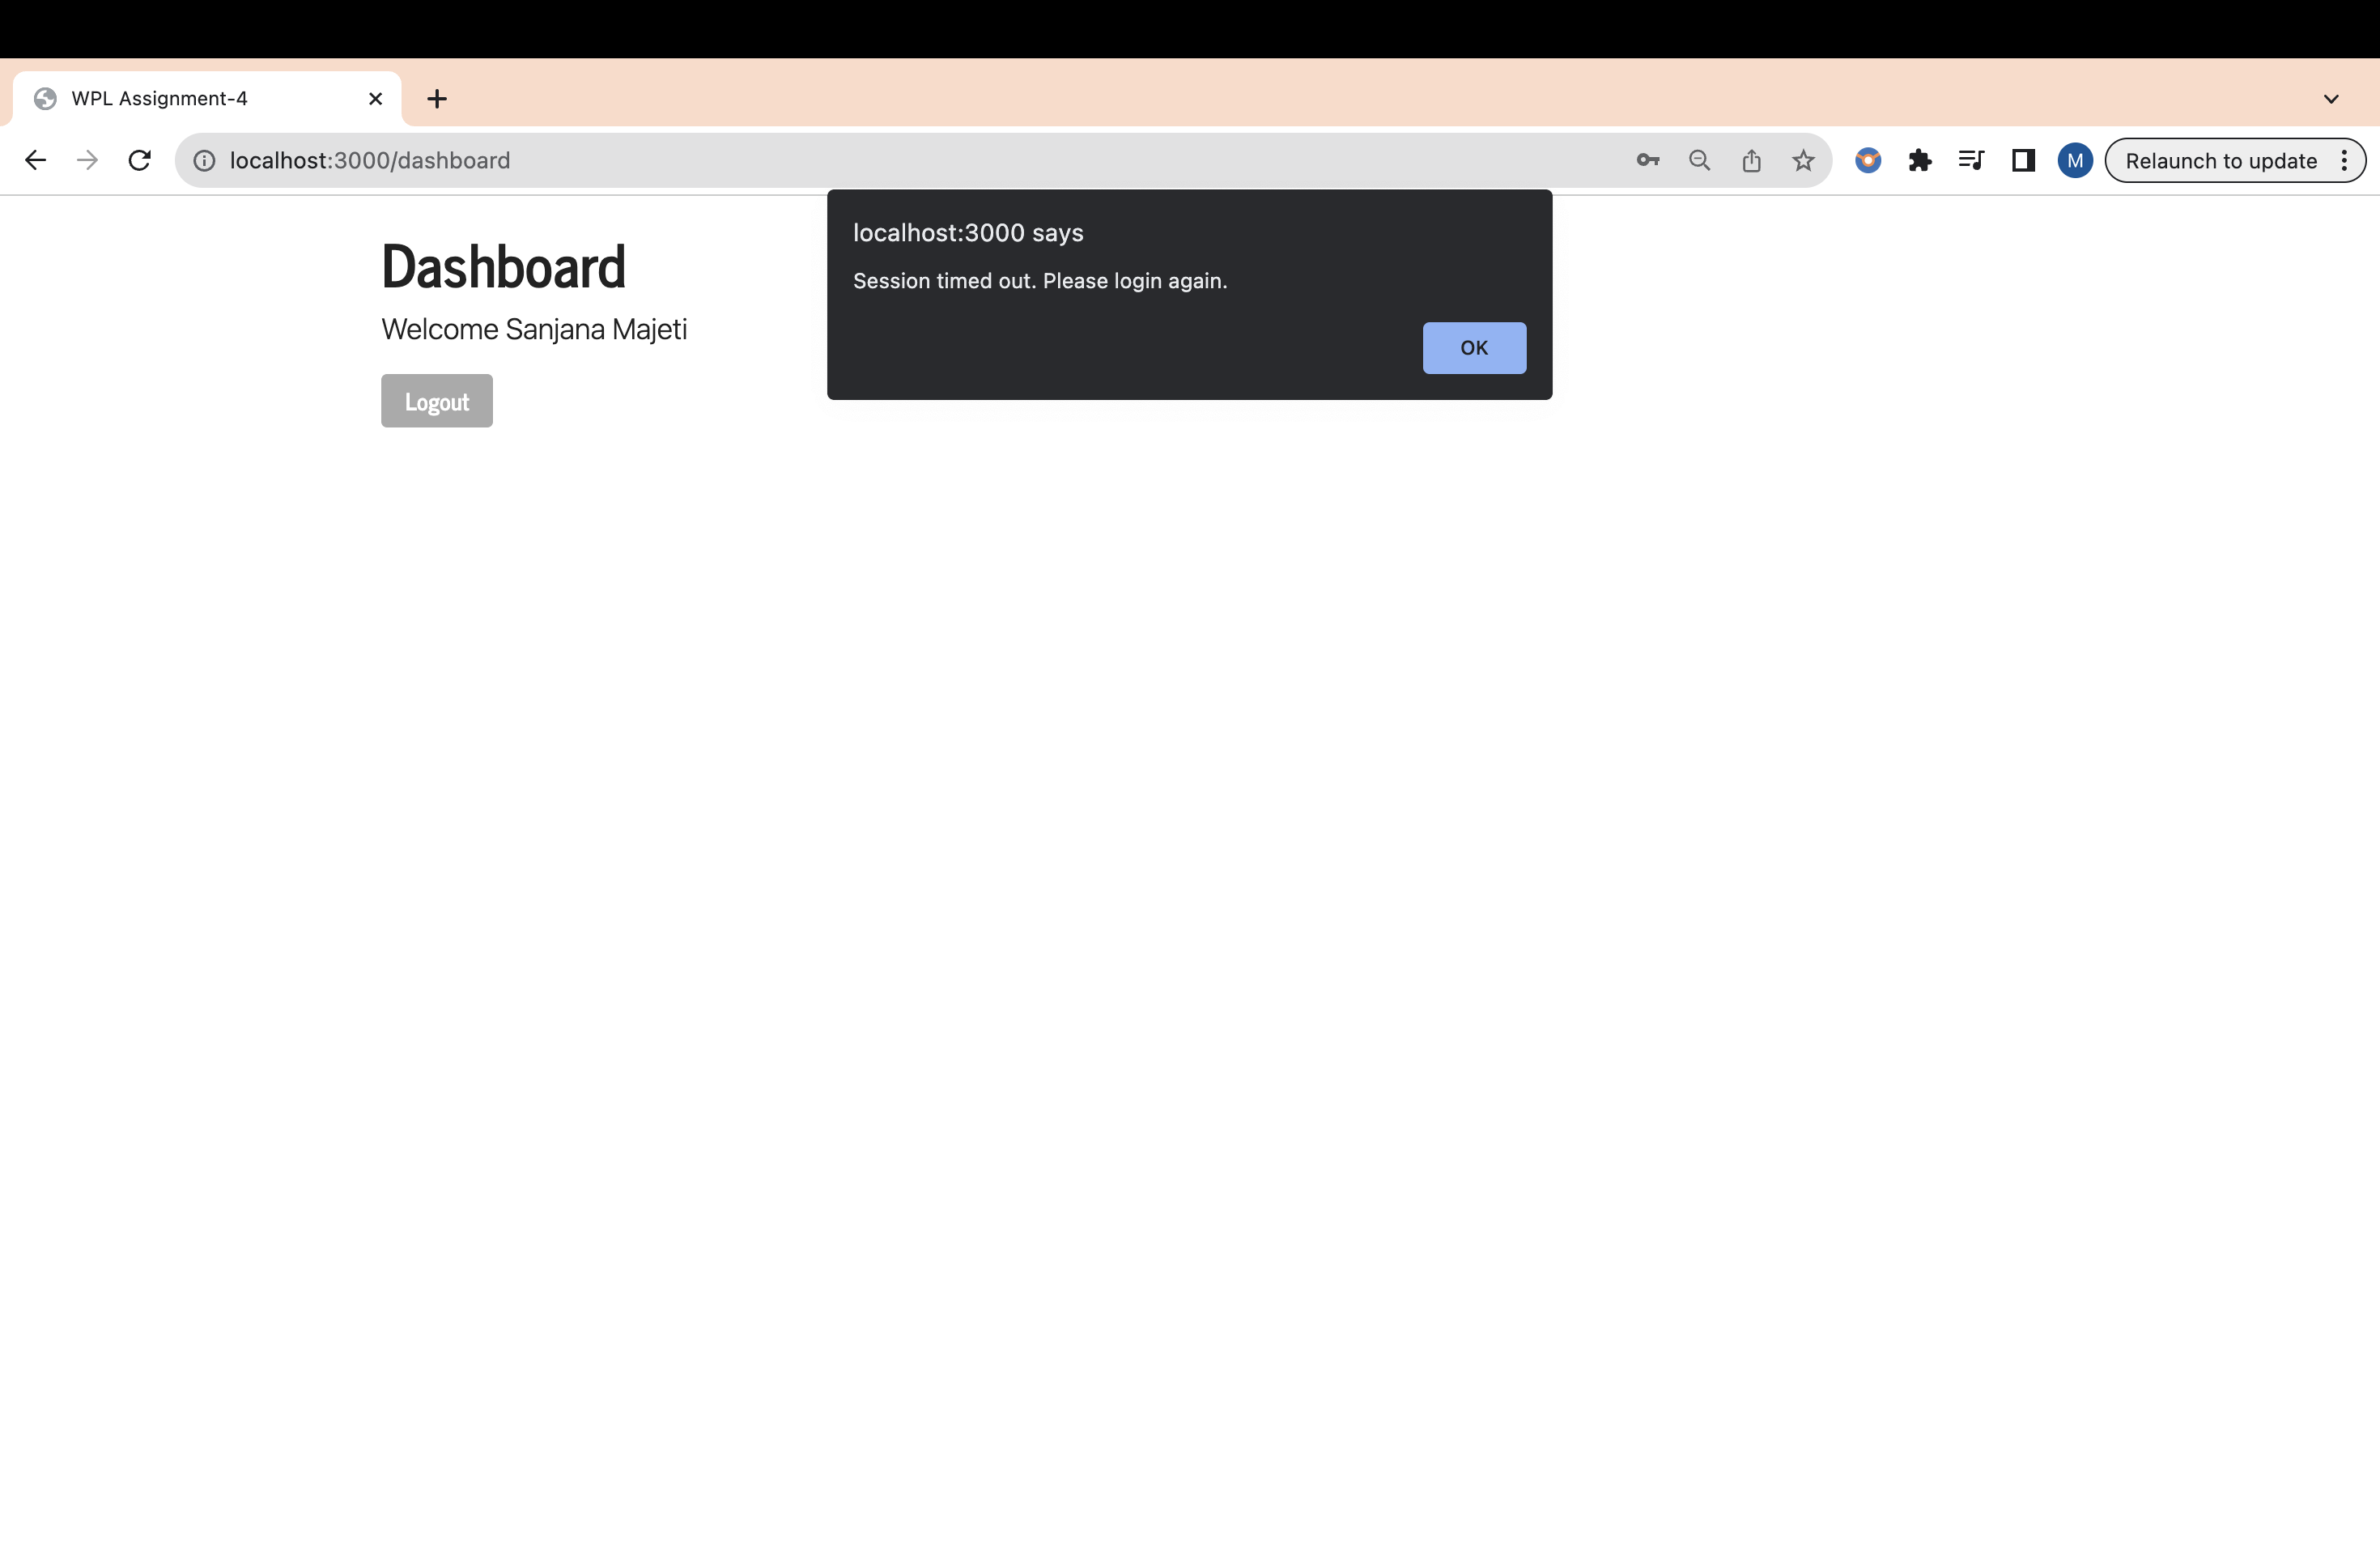 WPL Assignment-4
localhost:3000/dashboard
M
Relaunch to update
localhost:3000 says
Session timed out. Please login again.
OK
Dashboard
Welcome Sanjana Majeti
Logout